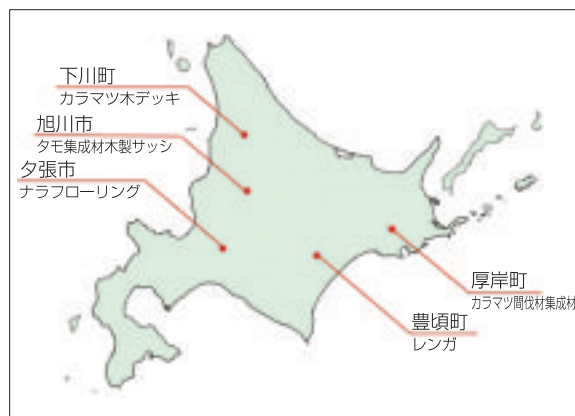 下川町
カラマツ木デッキ
旭川市
タモ集成材木製サッシ
夕張市
ナラフローリング
厚岸町
カラマツ間伐材集成材
豊頃町
レンガ